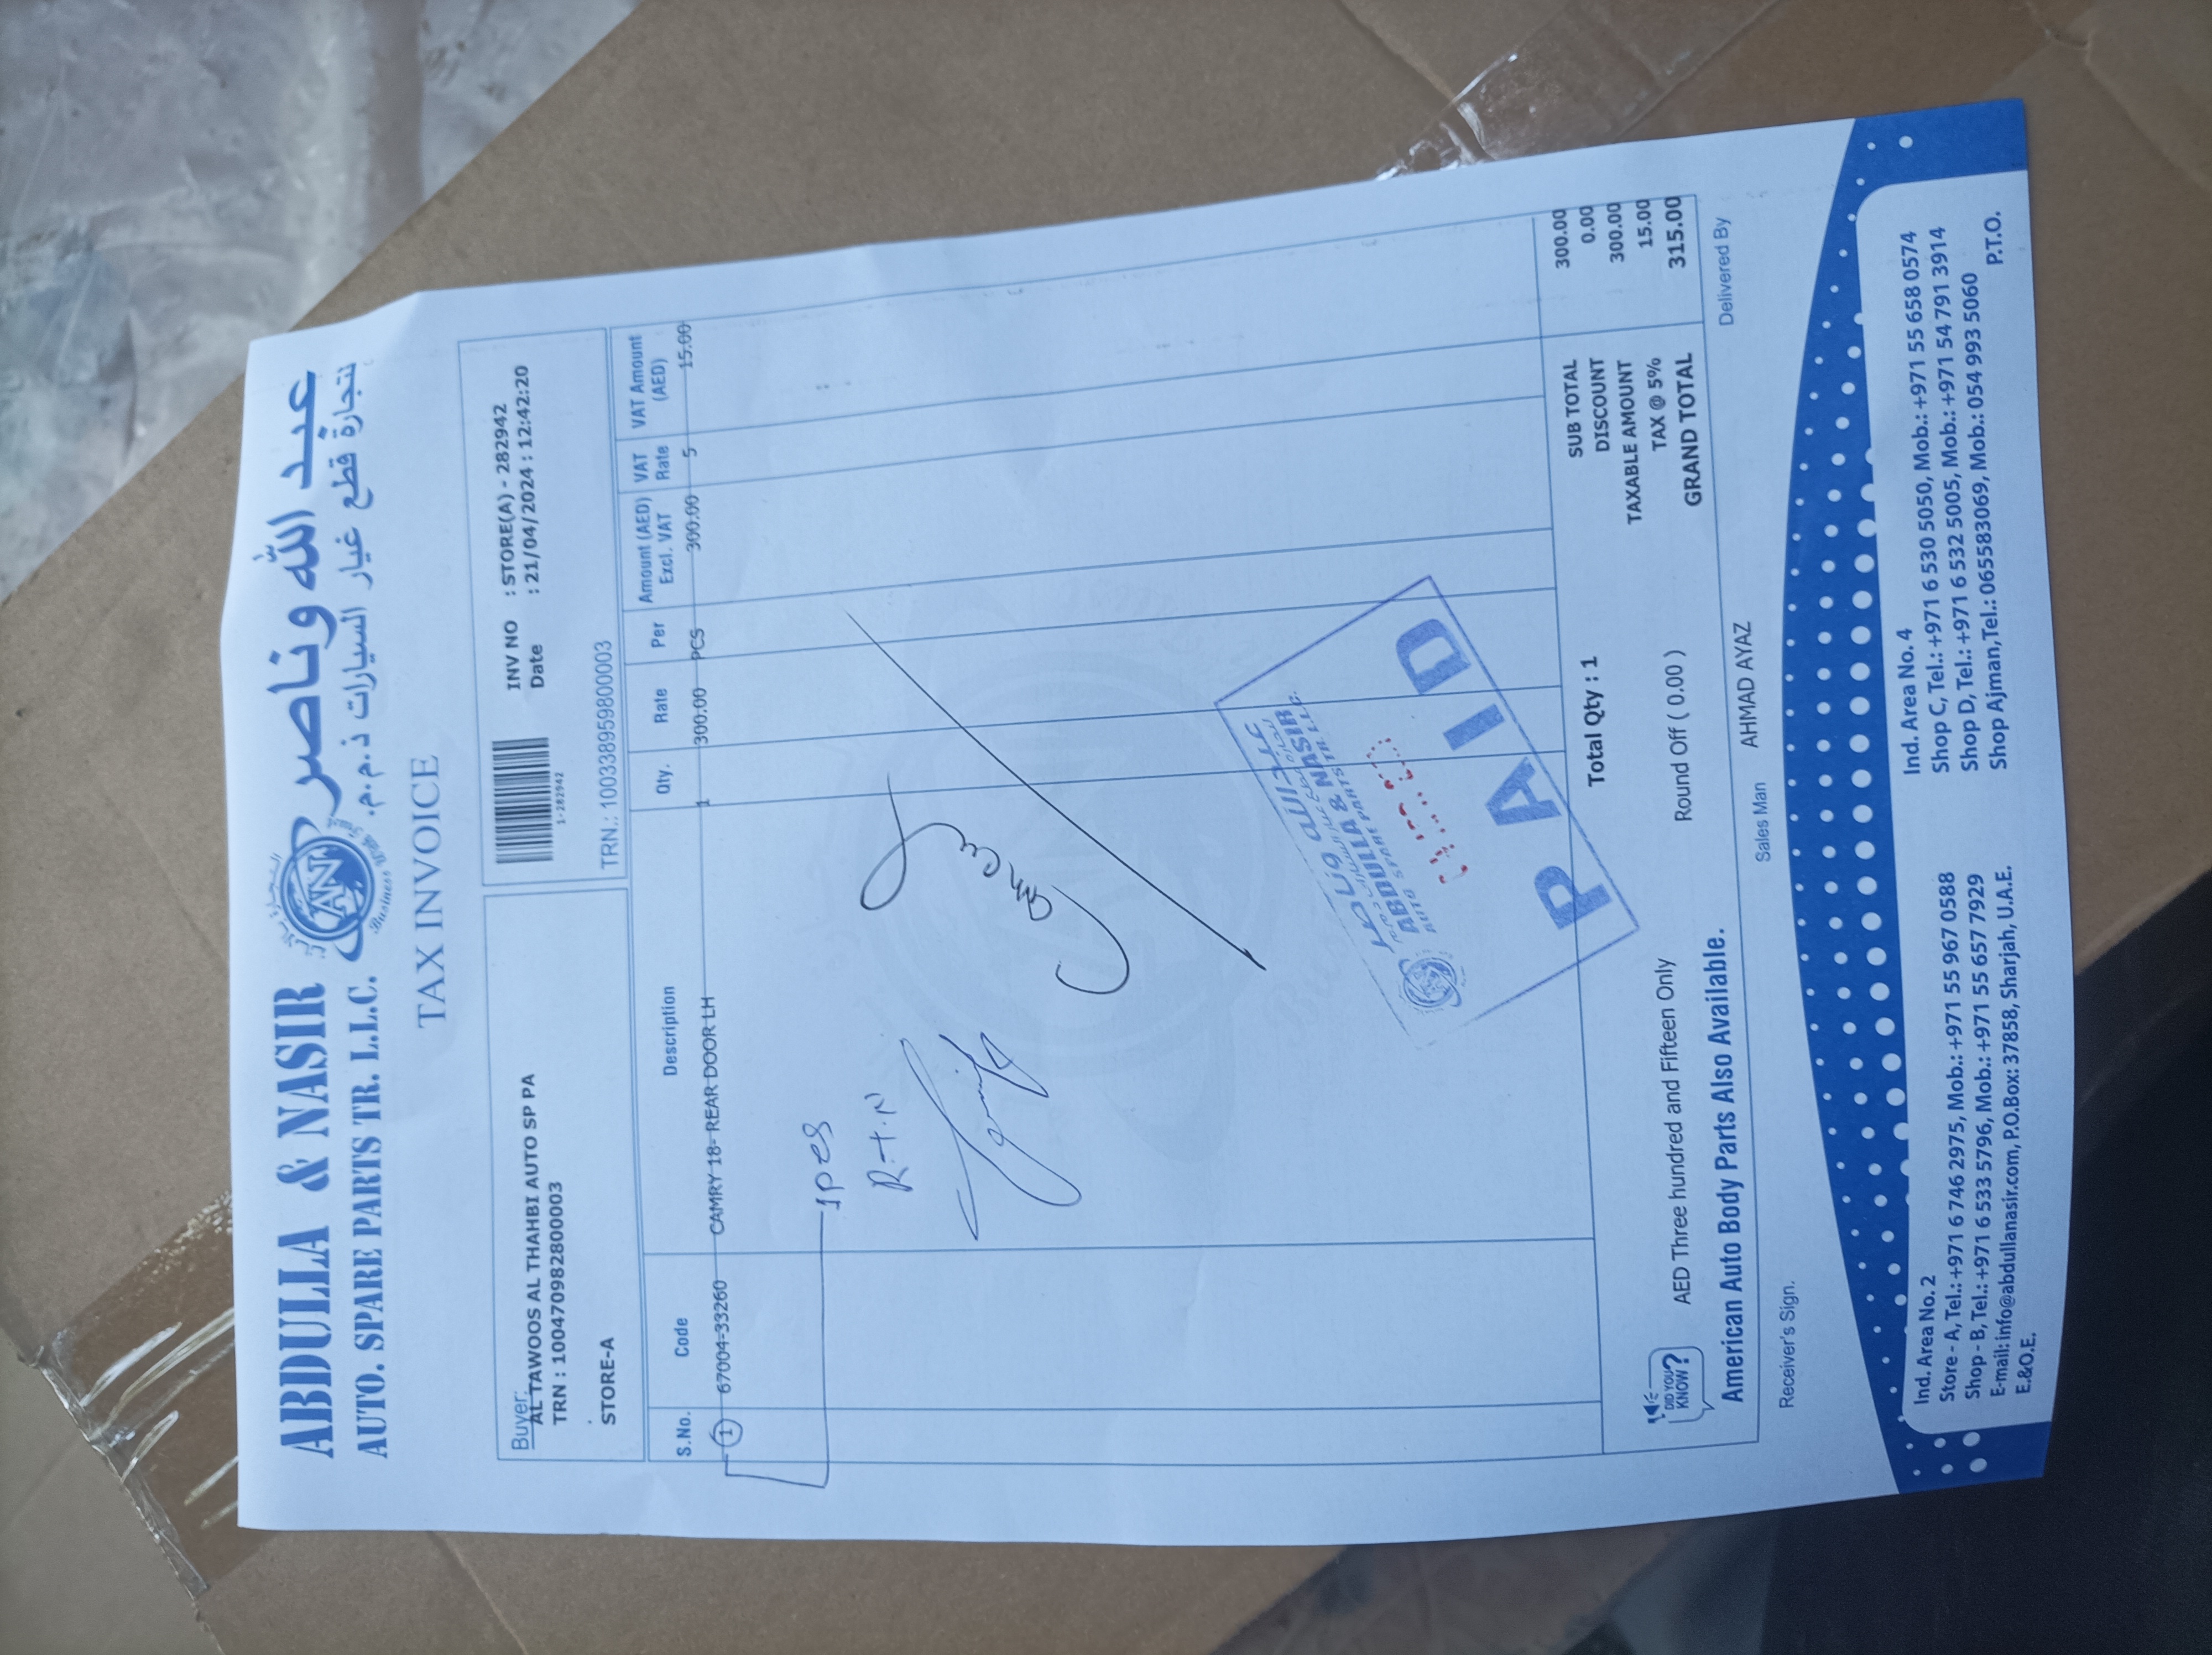 ABDULLA & NASIR عبد الله وناصر
AUTO. SPARE PARTS TR. L.L.C. لتجارة قطع غيار السيارات ذ.م.م.
AN
Business
TAX INVOICE
Buyer:
AL TAWOOS AL THAHBI AUTO SP PA
TRN : 100470982800003
STORE-A
1-282942
INV NO : STORE(A) - 282942
Date : 21/04/2024 : 12:42:20
TRN.: 100338959800003
S.No. Code Description Qty. Rate Per Amount (AED) Excl. VAT VAT Rate VAT Amount (AED)
1 67004-33260 CAMRY 18- REAR DOOR LH 1 300.00 PCS 300.00 5 15.00
1 pcs
R-t-N
Cancel
عبدالله وناصر
ABDULLA & NASIR
AUTO SPARE PARTS TR. L.L.C.
PAID
Total Qty : 1
SUB TOTAL 300.00
DISCOUNT 0.00
TAXABLE AMOUNT 300.00
TAX @ 5% 15.00
GRAND TOTAL 315.00
DID YOU KNOW?
AED Three hundred and Fifteen Only Round Off ( 0.00 )
American Auto Body Parts Also Available.
Receiver's Sign. Sales Man AHMAD AYAZ Delivered By
Ind. Area No. 2
Store - A, Tel.: +971 6 746 2975, Mob.: +971 55 967 0588
Shop - B, Tel.: +971 6 533 5796, Mob.: +971 55 657 7929
E-mail: info@abdullanasir.com, P.O.Box: 37858, Sharjah, U.A.E.
E.&O.E.
Ind. Area No. 4
Shop C, Tel.: +971 6 530 5050, Mob.: +971 55 658 0574
Shop D, Tel.: +971 6 532 5005, Mob.: +971 54 791 3914
Shop Ajman, Tel.: 065583069, Mob.: 054 993 5060
P.T.O.